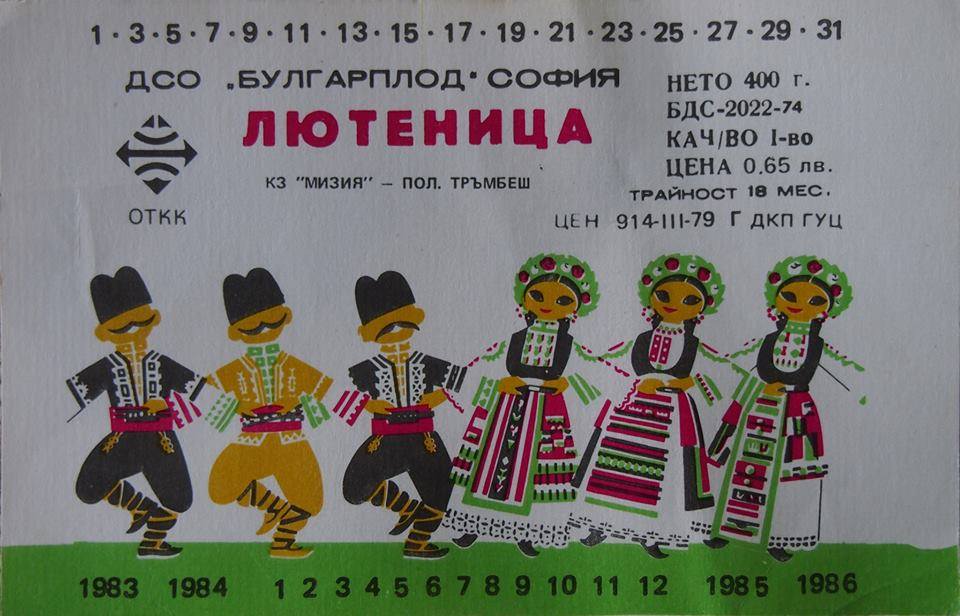 1 · 3 · 5 · 7 · 9 · 11 · 13 · 15 · 17 · 19 · 21 · 23 · 25 · 27 · 29 · 31
ДСО „БУЛГАРПЛОД“ СОФИЯ
ЛЮТЕНИЦА
КЗ "МИЗИЯ" – ПОЛ. ТРЪМБЕШ
ОТКК
НЕТО 400 г.
БДС-2022-74
КАЧ/ВО I-во
ЦЕНА 0.65 лв.
ТРАЙНОСТ 18 МЕС.
ЦЕН 914-III-79 Г ДКП ГУЦ
1983 1984 1 2 3 4 5 6 7 8 9 10 11 12 1985 1986